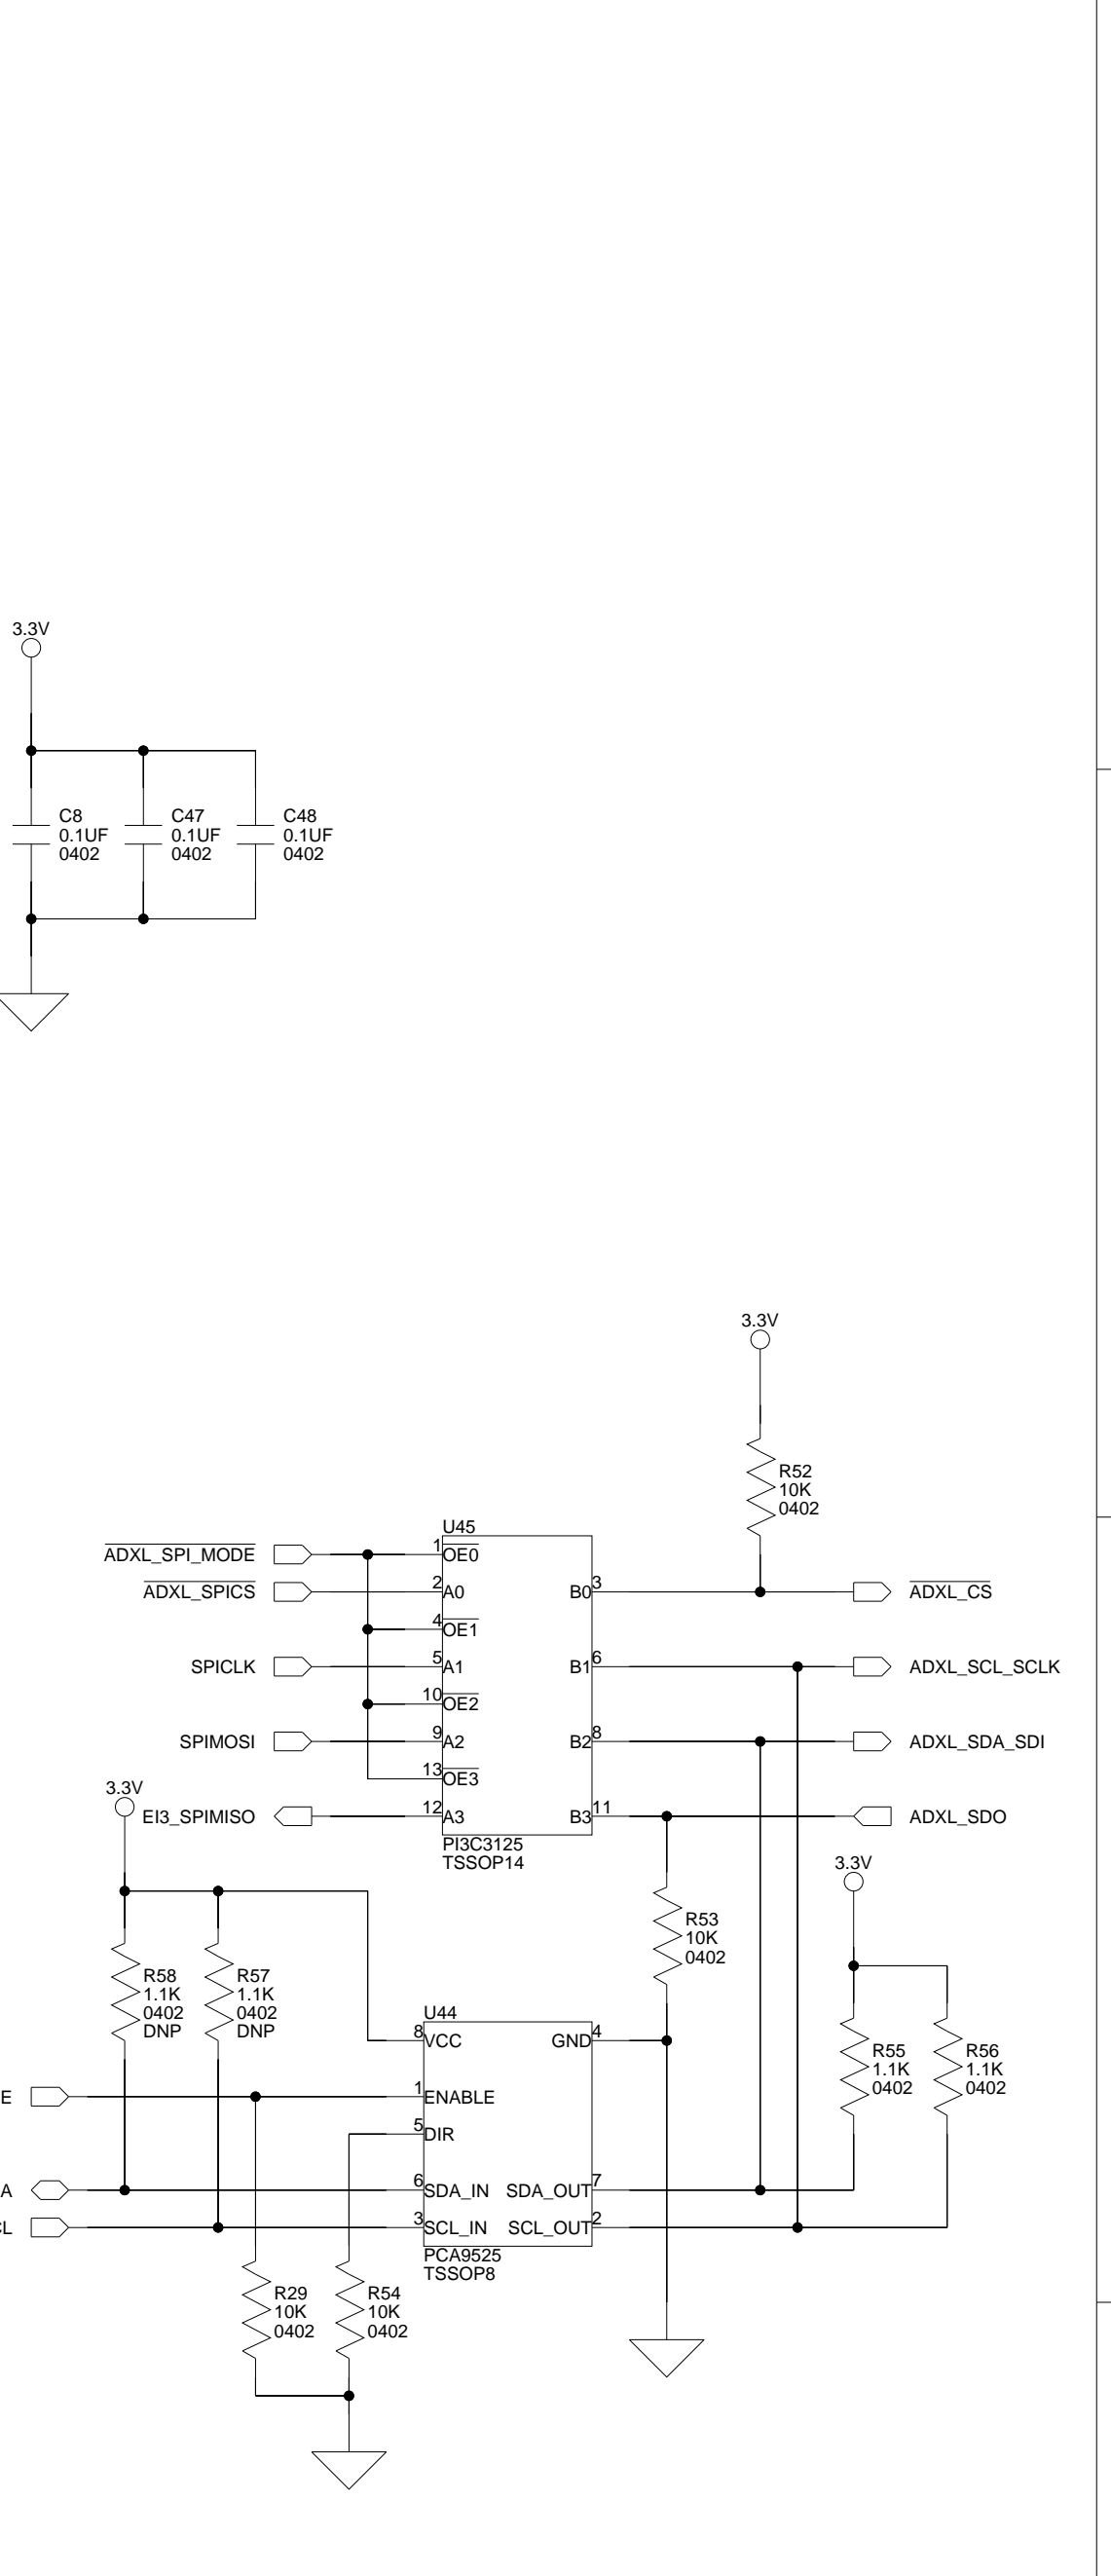 3.3V
C8
0.1UF
0402
C47
0.1UF
0402
C48
0.1UF
0402
3.3V
R52
10K
0402
U45
ADXL_SPI_MODE
1
OE0
ADXL_SPICS
2
A0
B0
3
ADXL_CS
4
OE1
SPICLK
5
A1
B1
6
ADXL_SCL_SCLK
10
OE2
SPIMOSI
9
A2
B2
8
ADXL_SDA_SDI
13
OE3
3.3V
EI3_SPIMISO
12
A3
B3
11
ADXL_SDO
PI3C3125
TSSOP14
3.3V
R53
10K
0402
R58
1.1K
0402
DNP
R57
1.1K
0402
DNP
U44
8
VCC
GND
4
R55
1.1K
0402
R56
1.1K
0402
E
1
ENABLE
5
DIR
A
6
SDA_IN
SDA_OUT
7
CL
3
SCL_IN
SCL_OUT
2
PCA9525
TSSOP8
R29
10K
0402
R54
10K
0402